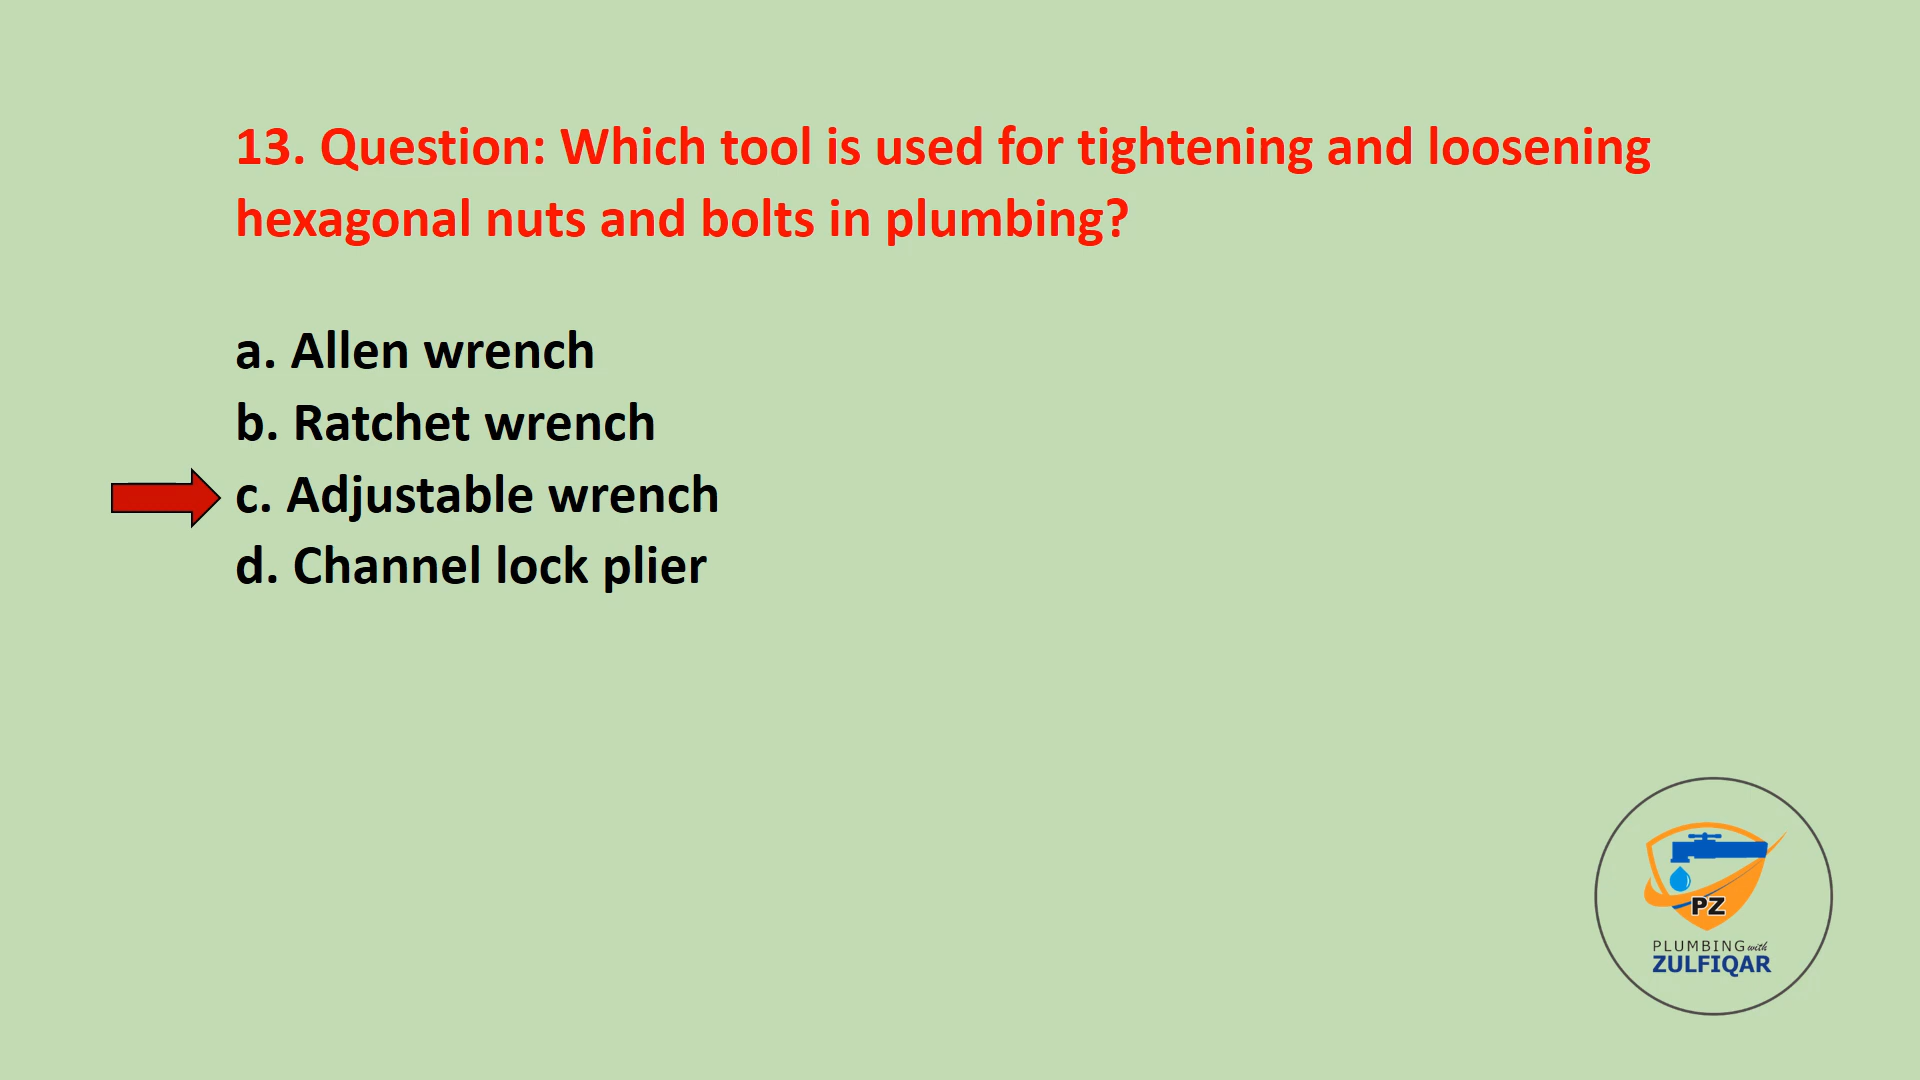 13. Question: Which tool is used for tightening and loosening
hexagonal nuts and bolts in plumbing?
a. Allen wrench
b. Ratchet wrench
c. Adjustable wrench
d. Channel lock plier
PZ
PLUMBING with
ZULFIQAR